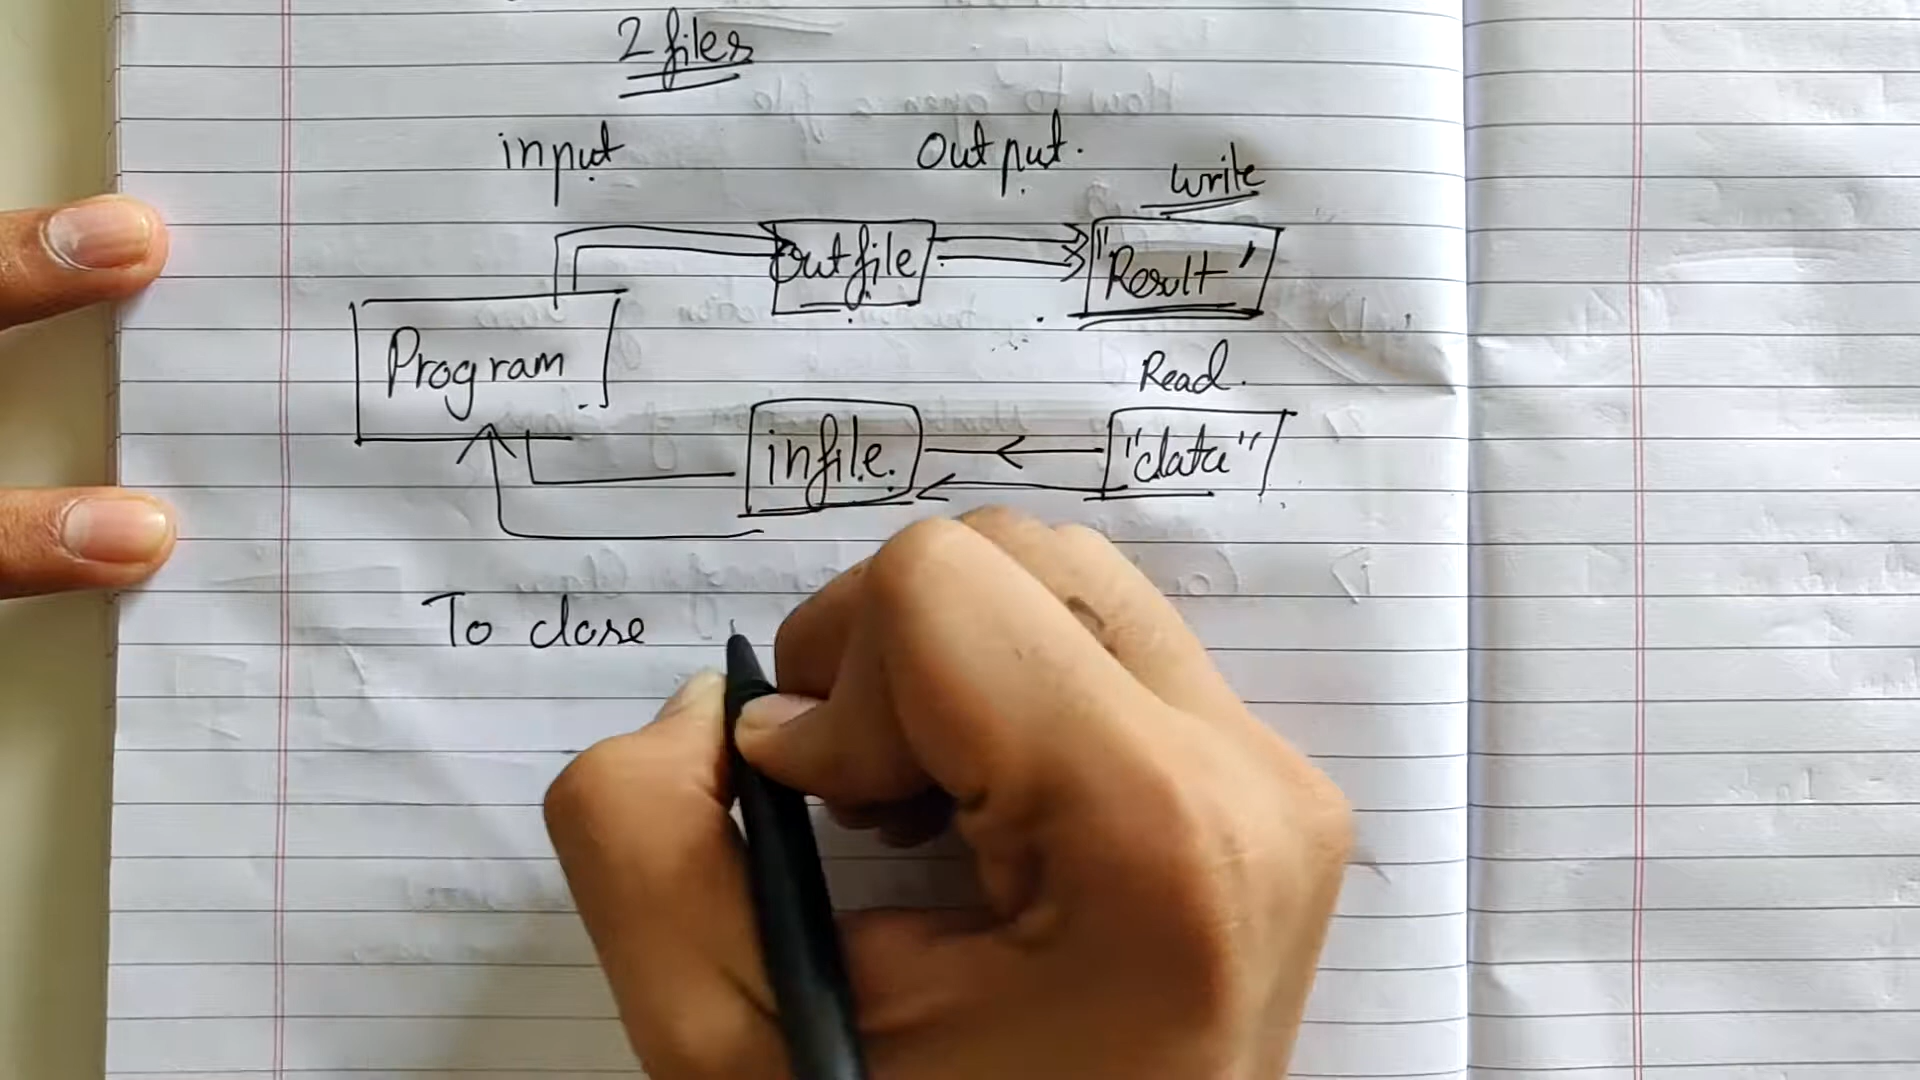 2 files
input output.
write
outfile "Result"
Program
Read.
infile. "data"
To close